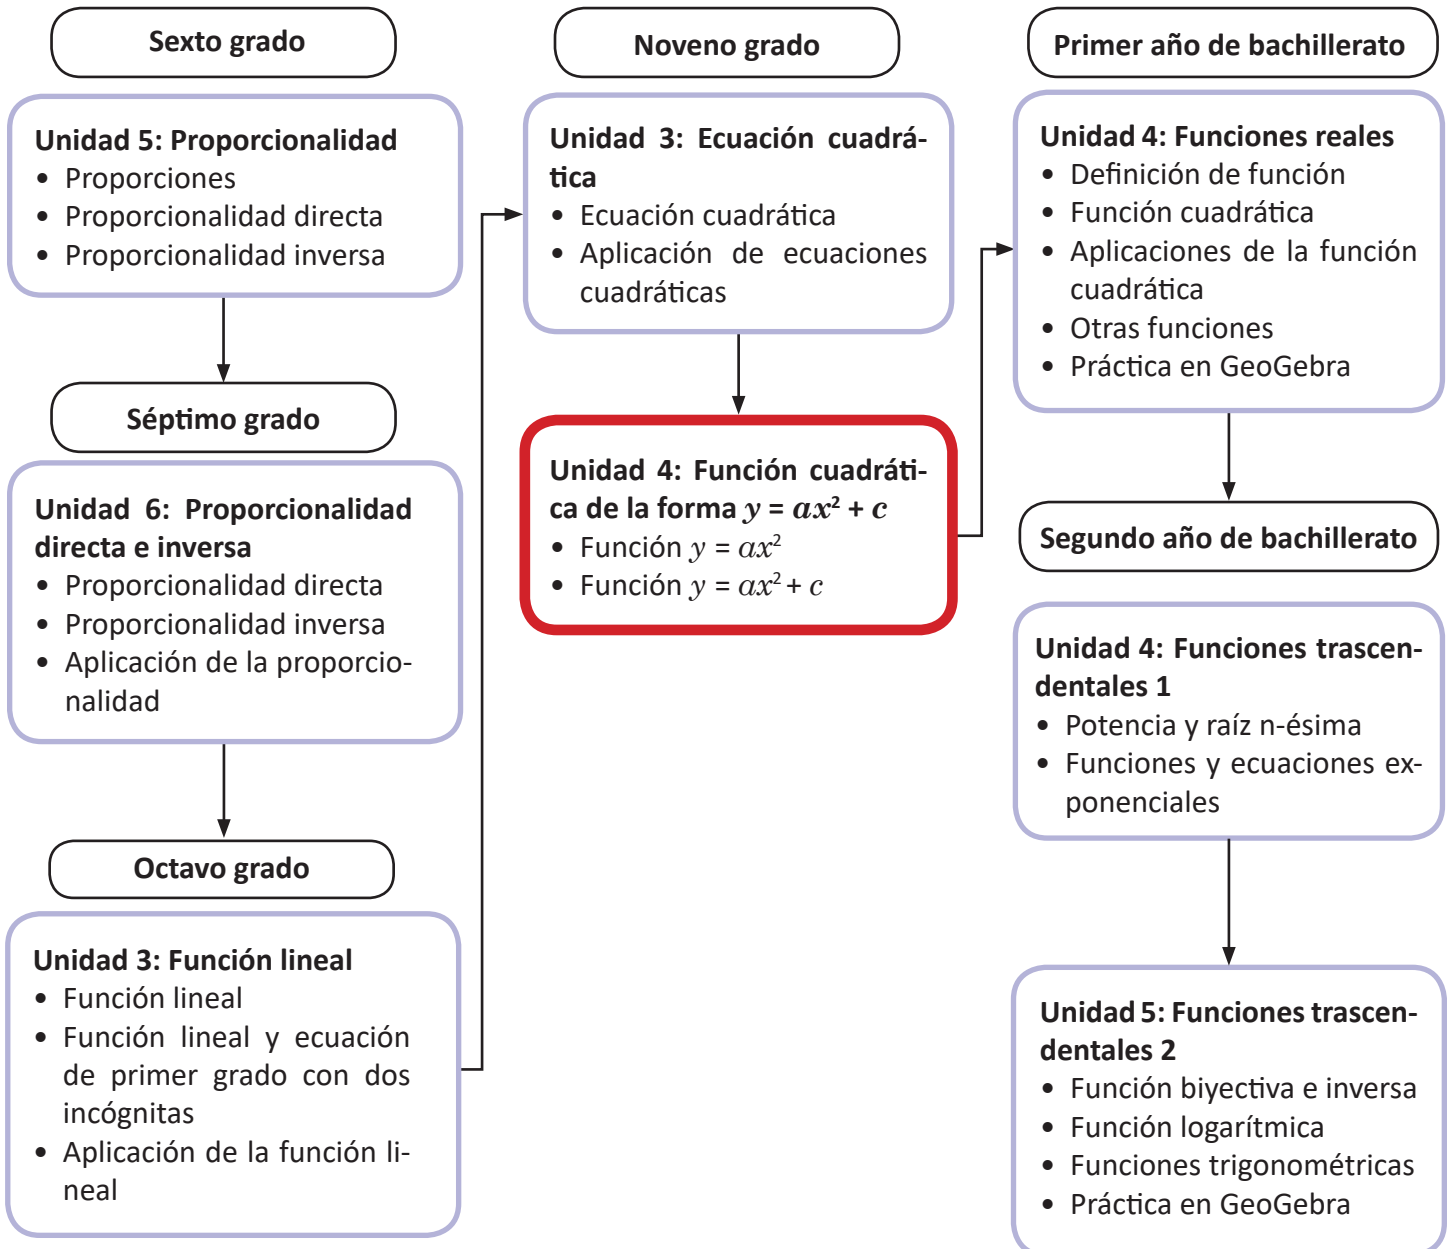 Sexto grado
Unidad 5: Proporcionalidad
• Proporciones
• Proporcionalidad directa
• Proporcionalidad inversa
Séptimo grado
Unidad 6: Proporcionalidad
directa e inversa
• Proporcionalidad directa
• Proporcionalidad inversa
• Aplicación de la proporcio-
nalidad
Octavo grado
Unidad 3: Función lineal
• Función lineal
• Función lineal y ecuación
de primer grado con dos
incógnitas
• Aplicación de la función li-
neal
Noveno grado
Unidad 3: Ecuación cuadrá-
tica
• Ecuación cuadrática
• Aplicación de ecuaciones
cuadráticas
Unidad 4: Función cuadráti-
ca de la forma y = ax² + c
• Función y = ax²
• Función y = ax² + c
Primer año de bachillerato
Unidad 4: Funciones reales
• Definición de función
• Función cuadrática
• Aplicaciones de la función
cuadrática
• Otras funciones
• Práctica en GeoGebra
Segundo año de bachillerato
Unidad 4: Funciones trascen-
dentales 1
• Potencia y raíz n-ésima
• Funciones y ecuaciones ex-
ponenciales
Unidad 5: Funciones trascen-
dentales 2
• Función biyectiva e inversa
• Función logarítmica
• Funciones trigonométricas
• Práctica en GeoGebra